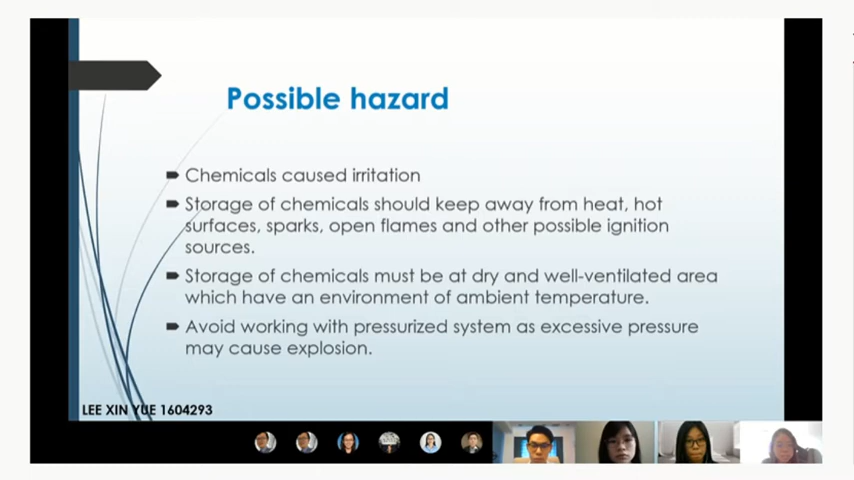 Possible hazard
Chemicals caused irritation
Storage of chemicals should keep away from heat, hot
surfaces, sparks, open flames and other possible ignition
sources.
Storage of chemicals must be at dry and well-ventilated area
which have an environment of ambient temperature.
Avoid working with pressurized system as excessive pressure
may cause explosion.
LEE XIN YUE 1604293